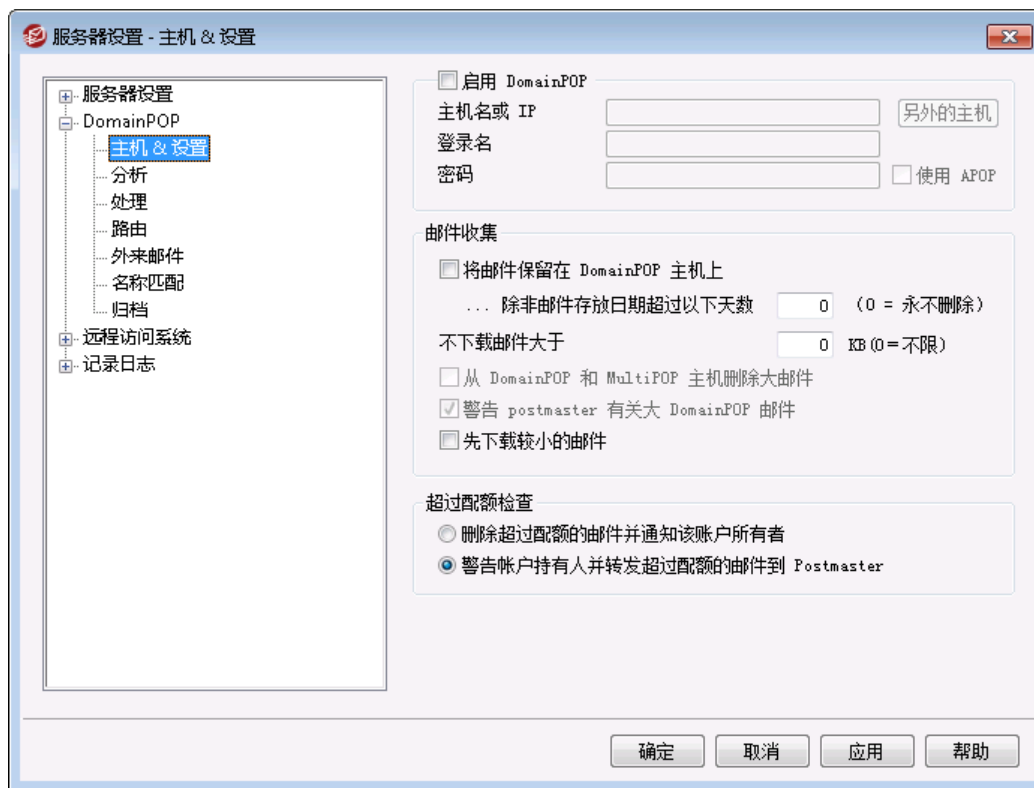 服务器设置 - 主机 & 设置
服务器设置
DomainPOP
主机 & 设置
分析
处理
路由
外来邮件
名称匹配
归档
远程访问系统
记录日志
启用 DomainPOP
主机名或 IP
另外的主机
登录名
密码
使用 APOP
邮件收集
将邮件保留在 DomainPOP 主机上
... 除非邮件存放日期超过以下天数 0 (0 = 永不删除)
不下载邮件大于 0 KB(0=不限)
从 DomainPOP 和 MultiPOP 主机删除大邮件
警告 postmaster 有关大 DomainPOP 邮件
先下载较小的邮件
超过配额检查
删除超过配额的邮件并通知该账户所有者
警告帐户持有人并转发超过配额的邮件到 Postmaster
确定 取消 应用 帮助